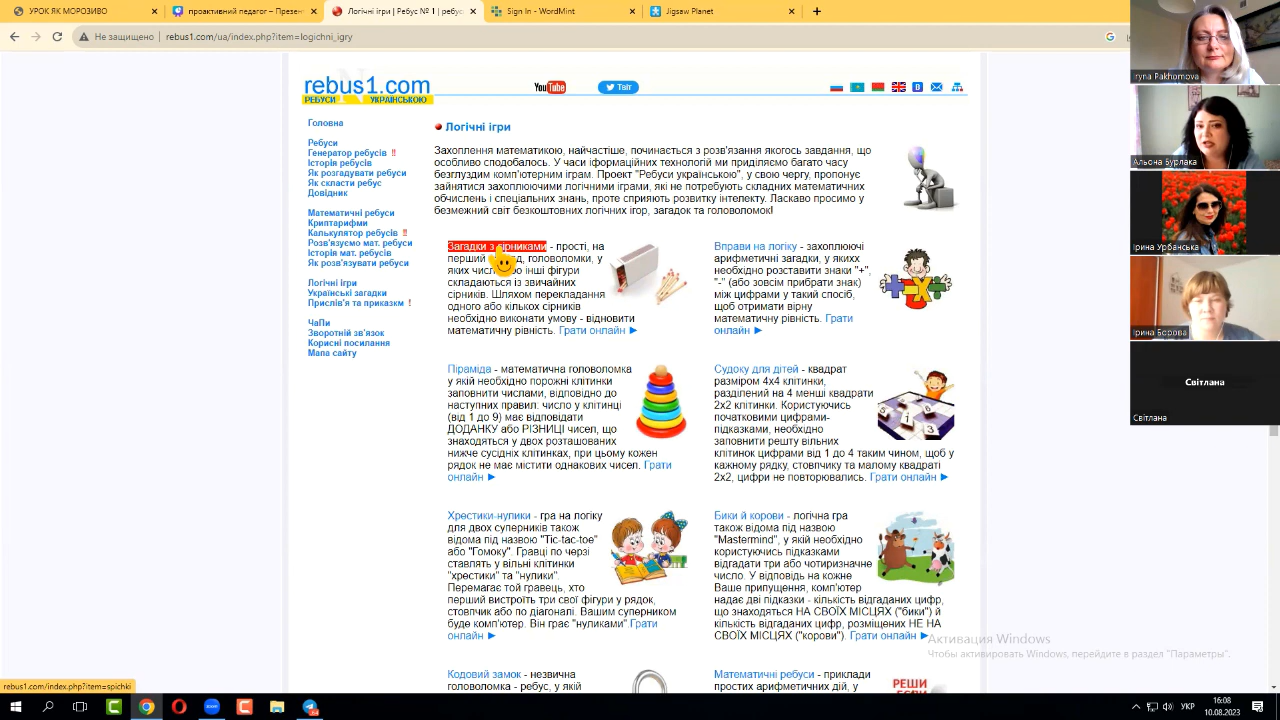 УРОК ЯК МОРОЗИВО
практивний педагог – Презе
Логічні ігри | Ребус № 1 | ребус
Sign In - Wordmint
Jigsaw Planet
Не защищено | rebus1.com/ua/index.php?item=logichni_igry
rebus1.com
РЕБУСИ УКРАЇНСЬКОЮ
YouTube
Твіт
Головна
Ребуси
Генератор ребусів !!
Історія ребусів
Як розгадувати ребуси
Як скласти ребус
Довідник
Математичні ребуси
Криптарифми
Калькулятор ребусів !!
Розв'язуємо мат. ребуси
Історія мат. ребусів
Як розв'язувати ребуси
Логічні ігри
Українські загадки
Прислів'я та приказкм !
ЧаПи
Зворотній зв'язок
Корисні посилання
Мапа сайту
Логічні ігри
Захоплення математикою, найчастіше, починається з розв'язання якогось завдання, що
особливо сподобалось. У часи іформаційних технологій ми приділяємо багато часу
безглуздим комп'терним іграм. Проект "Ребуси українською", у свою чергу, пропонує
зайнятися захоплюючими логічними іграми, які не потребують складних математичних
обчислень і спеціальних знань, проте сприяють розвитку інтелекту. Ласкаво просимо у
безмежний світ безкоштовних логічних ігор, загадок та головоломок!
Загадки з сірниками - прості, на
перший головоломки, у
яких інші фігури
складаються із звичайних
сірників. Шляхом перекладання
одного або кількох сірників
необхідно виконати умову - відновити
математичну рівність. Грати онлайн ►
Вправи на логіку - захоплюючі
арифметичні загадки, у якихх
необхідно розставити знаки "+",
"-" (або зовсім прибрати знак)
між цифрами у такий спосіб,
щоб отримати вірну
математичну рівність. Грати
онлайн ►
Піраміда - математична головоломка
у якій необхідно порожні клітинки
заповнити числами, відповідно до
наступних правил: число у клітинці
(від 1 до 9) має відповідати
ДОДАНКУ або РІЗНИЦІ чисел, що
знаходяться у двох розташованих
нижче сусідніх клітинках, при цьому кожен
рядок не має містити однакових чисел. Грати
онлайн ►
Судоку для дітей - квадрат
разміром 4х4 клітинки,
разділений на 4 менші квадрати
2х2 клітинки. Користуючись
початковими цифрами-
підказками, необхідно
заповнити решту вільних
клітинок цифрами від 1 до 4 таким чином, щоб у
кажному рядку, стовпчику та малому квадраті
2х2, цифри не повторювались. Грати онлайн ►
Хрестики-нулики - гра на логіку
для двох суперників також
відома під назвою "Tic-tac-toe"
або "Гомоку". Гравці по черзі
ставлять у вільні клітинки
"хрестики" та "нулики".
Перемагає той гравець, хто
перший вистроїть три свої фігури у рядок,
стовпчик або по діагоналі. Вашим суперником
буде комп'ютер. Він грає "нуликами".Грати
онлайн ►
Бики й корови - логічна гра
також відома під назвою
"Mastermind", у якій необхідно
користуючись підказками
відгадати три або чотиризначне
число. У відповідь на кожне
Ваше припущення, комп'ютер
надає дві підказки - кількість відгаданих цифр,
що знаходяться НА СВОЇХ МІСЦЯХ ("бики") й
кількість відгаданих цифр, розміщених НЕ НА
СВОЇХ МІСЦЯХ ("корови"). Грати онлайн ►
Кодовий замок - незвична
головоломка - ребус, у якій
Математичні ребуси - приклади
простих арифметичних дій, у
РЕШИ
Iryna Pakhomova
Альона Бурлака
Ірина Урбанська
Ірина Борова
Світлана
Світлана
Активация Windows
Чтобы активировать Windows, перейдите в раздел "Параметры".
rebus1.com/index.php?item=spichki
УКР
16:08
10.08.2023